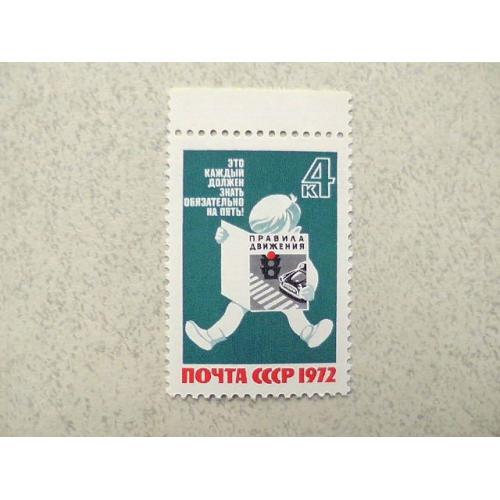 ЭТО
КАЖДЫЙ
ДОЛЖЕН
ЗНАТЬ
ОБЯЗАТЕЛЬНО
НА ПЯТЬ!
4
К
ПРАВИЛА
ДВИЖЕНИЯ
ПОЧТА СССР 1972